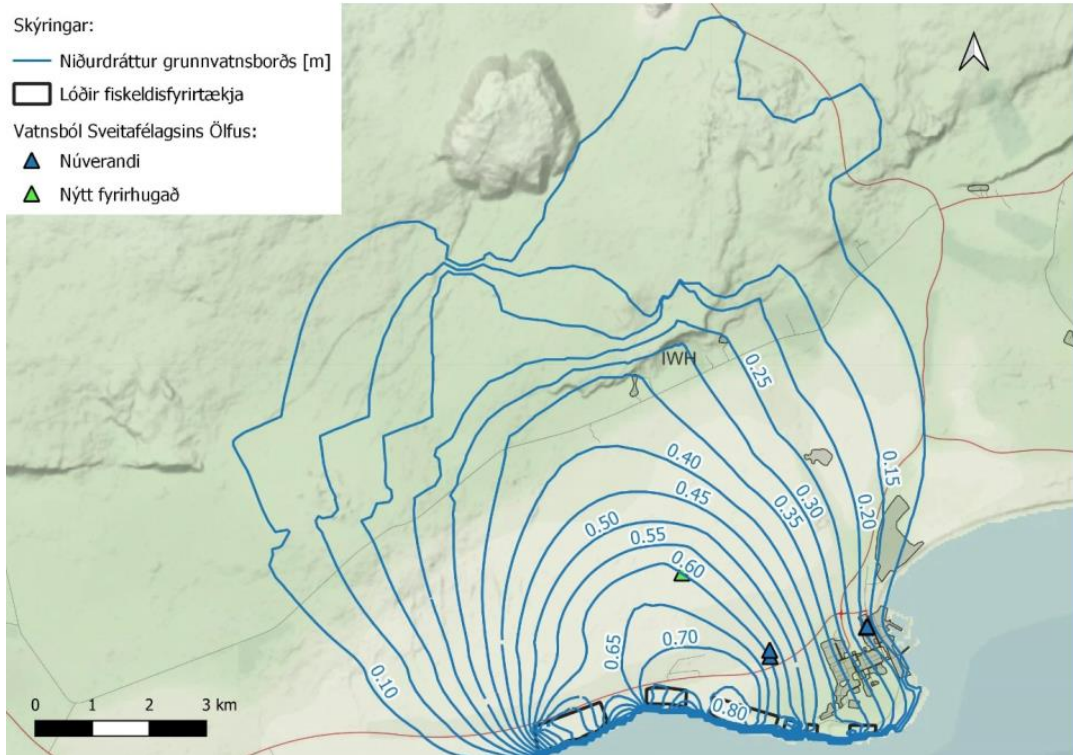 Skýringar:
Niðurdráttur grunnvatnsborðs [m]
Lóðir fiskeldisfyrirtækja
Vatnsból Sveitafélagsins Ölfus:
Núverandi
Nýtt fyrirhugað
IWH
0.25
0.15
0.40
0.45
0.30
0.50
0.35
0.20
0.55
0.60
0.65
0.70
0.10
0.80
0 1 2 3 km